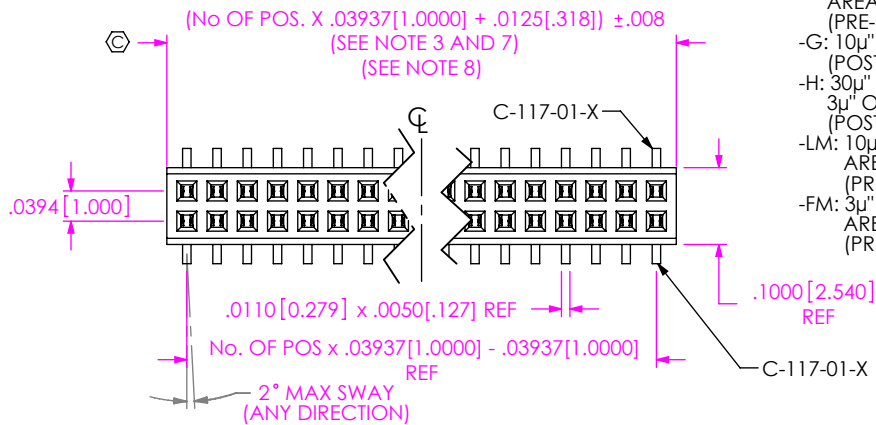 (No OF POS. X .03937[1.0000] + .0125[.318]) ±.008
(SEE NOTE 3 AND 7)
(SEE NOTE 8)
C
C-117-01-X
℄
.0394 [1.000]
.0110 [0.279] x .0050[.127] REF
No. OF POS x .03937[1.0000] - .03937[1.0000]
REF
2° MAX SWAY
(ANY DIRECTION)
.1000 [2.540]
REF
C-117-01-X
AREA
(PRE-
-G: 10µ"
(POST
-H: 30µ"
3µ" O
(POST
-LM: 10µ
ARE
(PR
-FM: 3µ"
ARE
(PR